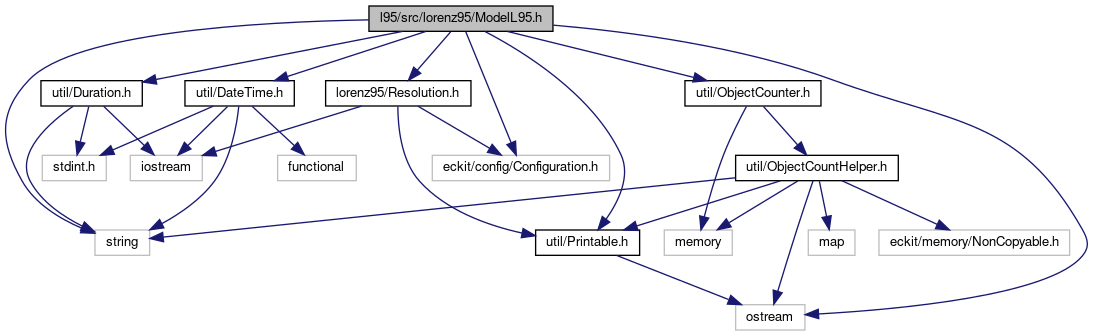 l95/src/lorenz95/ModelL95.h
util/Duration.h
util/DateTime.h
lorenz95/Resolution.h
util/ObjectCounter.h
stdint.h
iostream
functional
eckit/config/Configuration.h
util/ObjectCountHelper.h
string
util/Printable.h
memory
map
eckit/memory/NonCopyable.h
ostream